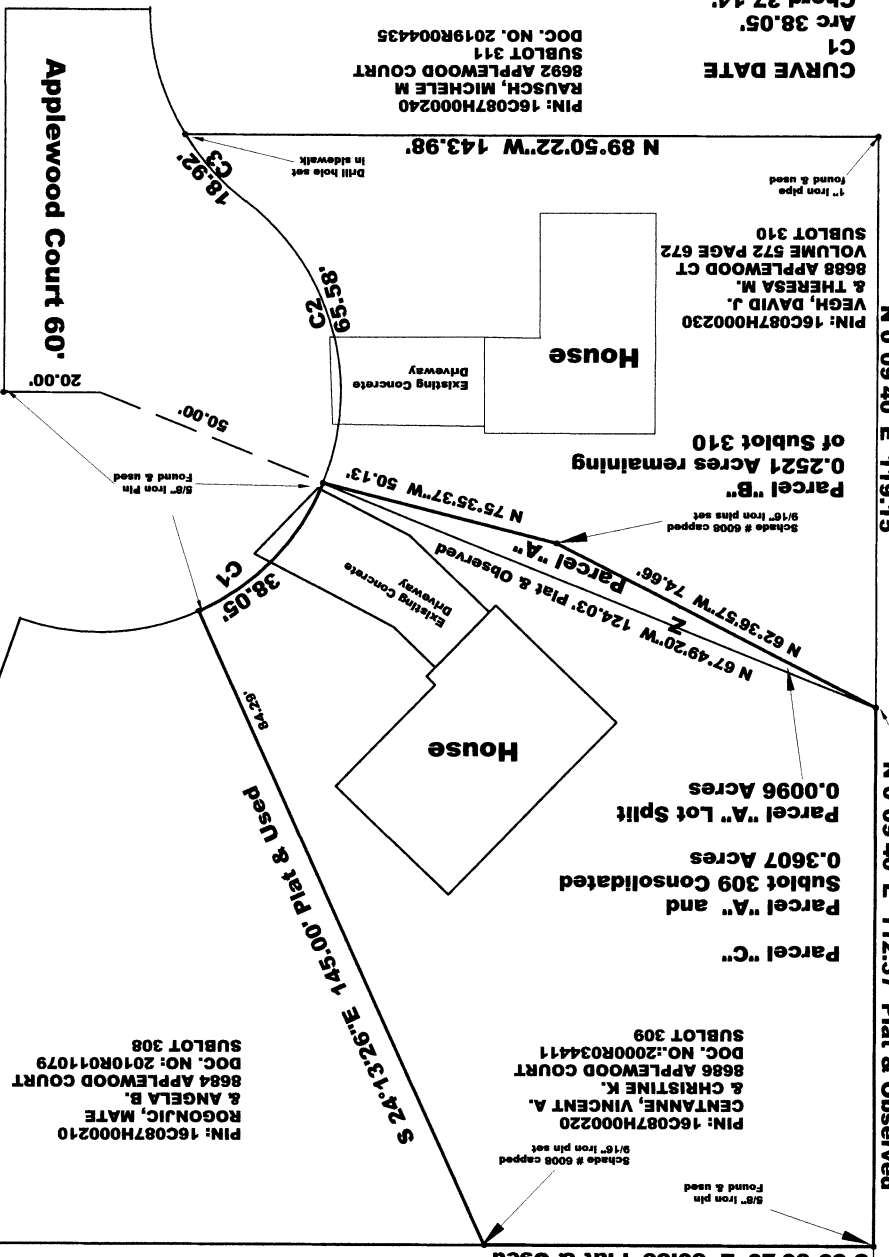 Plat & Used
5/8" Iron pin
Found & used
Schade # 6008 capped
9/16" iron pin set
PIN: 16C087H000220
CENTANNE, VINCENT A.
& CHRISTINE K.
8686 APPLEWOOD COURT
DOC. NO.:2000R034411
SUBLOT 309
PIN: 16C087H000210
ROGONJIC, MATE
& ANGELA B.
8684 APPLEWOOD COURT
DOC. NO: 2010R011079
SUBLOT 308
S 24°13'26"E 145.00' Plat & Used
84.29'
Plat & Observed
Parcel "C"
Parcel "A" and
Sublot 309 Consolidated
0.3607 Acres
Parcel "A" Lot Split
0.0096 Acres
House
N 67°49'20"W 124.03' Plat & Observed
Z
N 62°36'57"W 74.66'
Parcel "A"
Existing Concrete
Driveway
38.05'
C1
Schade # 6008 capped
9/16" Iron pins set
N 75°35'37"W 50.13'
Parcel "B"
0.2521 Acres remaining
of Sublot 310
5/8" Iron Pin
Found & used
50.00'
20.00'
House
Existing Concrete
Driveway
C2
65.58'
Applewood Court 60'
PIN: 16C087H000230
VEGH, DAVID J.
& THERESA M.
8688 APPLEWOOD CT
VOLUME 572 PAGE 672
SUBLOT 310
1" Iron pipe
found & used
Drill hole set
in sidewalk
C3
18.92'
N 89°50'22"W 143.98'
PIN: 16C087H000240
RAUSCH, MICHELE M
8692 APPLEWOOD COURT
SUBLOT 311
DOC. NO. 2019R004435
CURVE DATE
C1
Arc 38.05'
Chord 37.14'